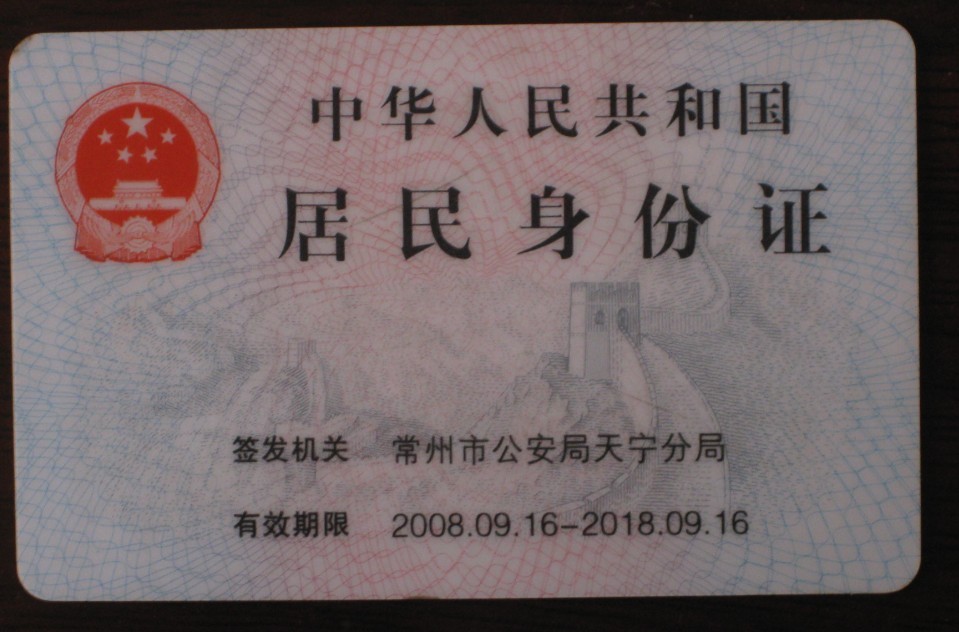 中华人民共和国
居民身份证
签发机关 常州市公安局天宁分局
有效期限 2008.09.16-2018.09.16